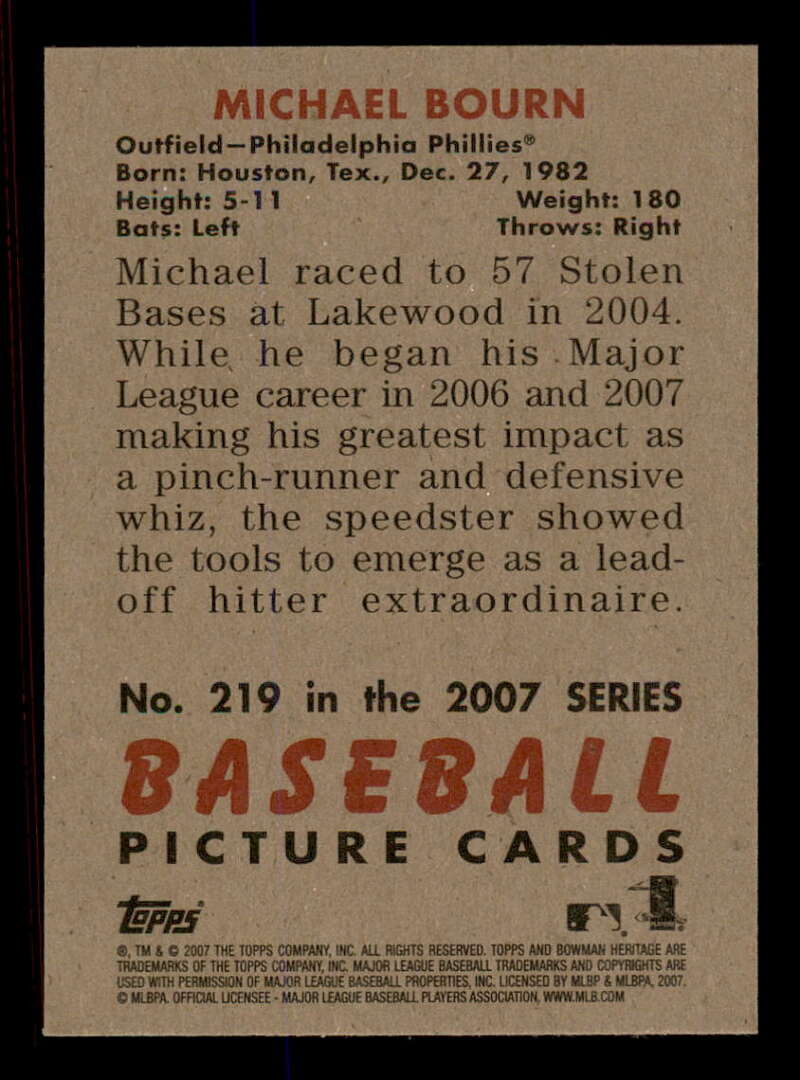 MICHAEL BOURN
Outfield—Philadelphia Phillies®
Born: Houston, Tex., Dec. 27, 1982
Height: 5-11 Weight: 180
Bats: Left Throws: Right
Michael raced to 57 Stolen
Bases at Lakewood in 2004.
While he began his Major
League career in 2006 and 2007
making his greatest impact as
a pinch-runner and defensive
whiz, the speedster showed
the tools to emerge as a lead-
off hitter extraordinaire.
No. 219 in the 2007 SERIES
BASEBALL
PICTURE CARDS
Topps
®, TM & © 2007 THE TOPPS COMPANY, INC. ALL RIGHTS RESERVED. TOPPS AND BOWMAN HERITAGE ARE
TRADEMARKS OF THE TOPPS COMPANY, INC. MAJOR LEAGUE BASEBALL TRADEMARKS AND COPYRIGHTS ARE
USED WITH PERMISSION OF MAJOR LEAGUE BASEBALL PROPERTIES, INC. LICENSED BY MLBP & MLBPA, 2007.
© MLBPA. OFFICIAL LICENSEE - MAJOR LEAGUE BASEBALL PLAYERS ASSOCIATION, WWW.MLB.COM